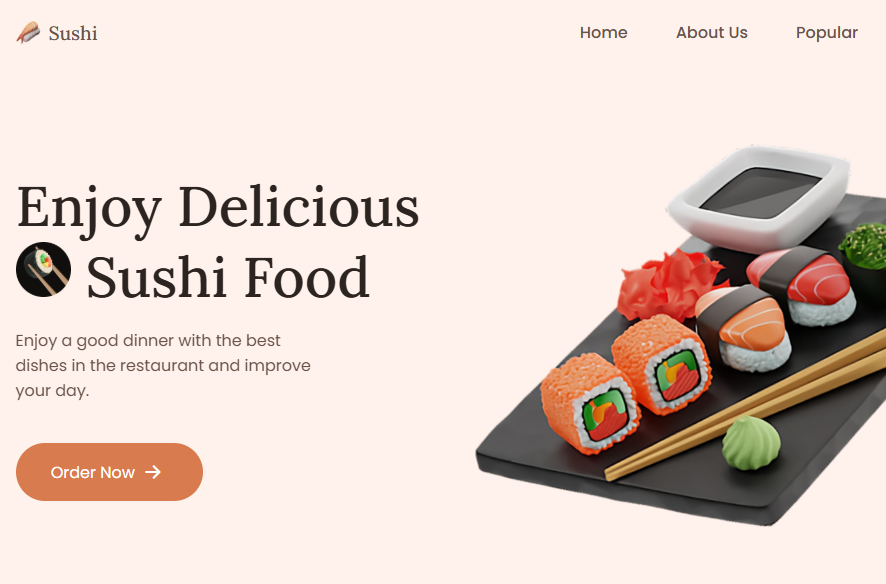 Sushi
Home
About Us
Popular
Enjoy Delicious
Sushi Food
Enjoy a good dinner with the best
dishes in the restaurant and improve
your day.
Order Now